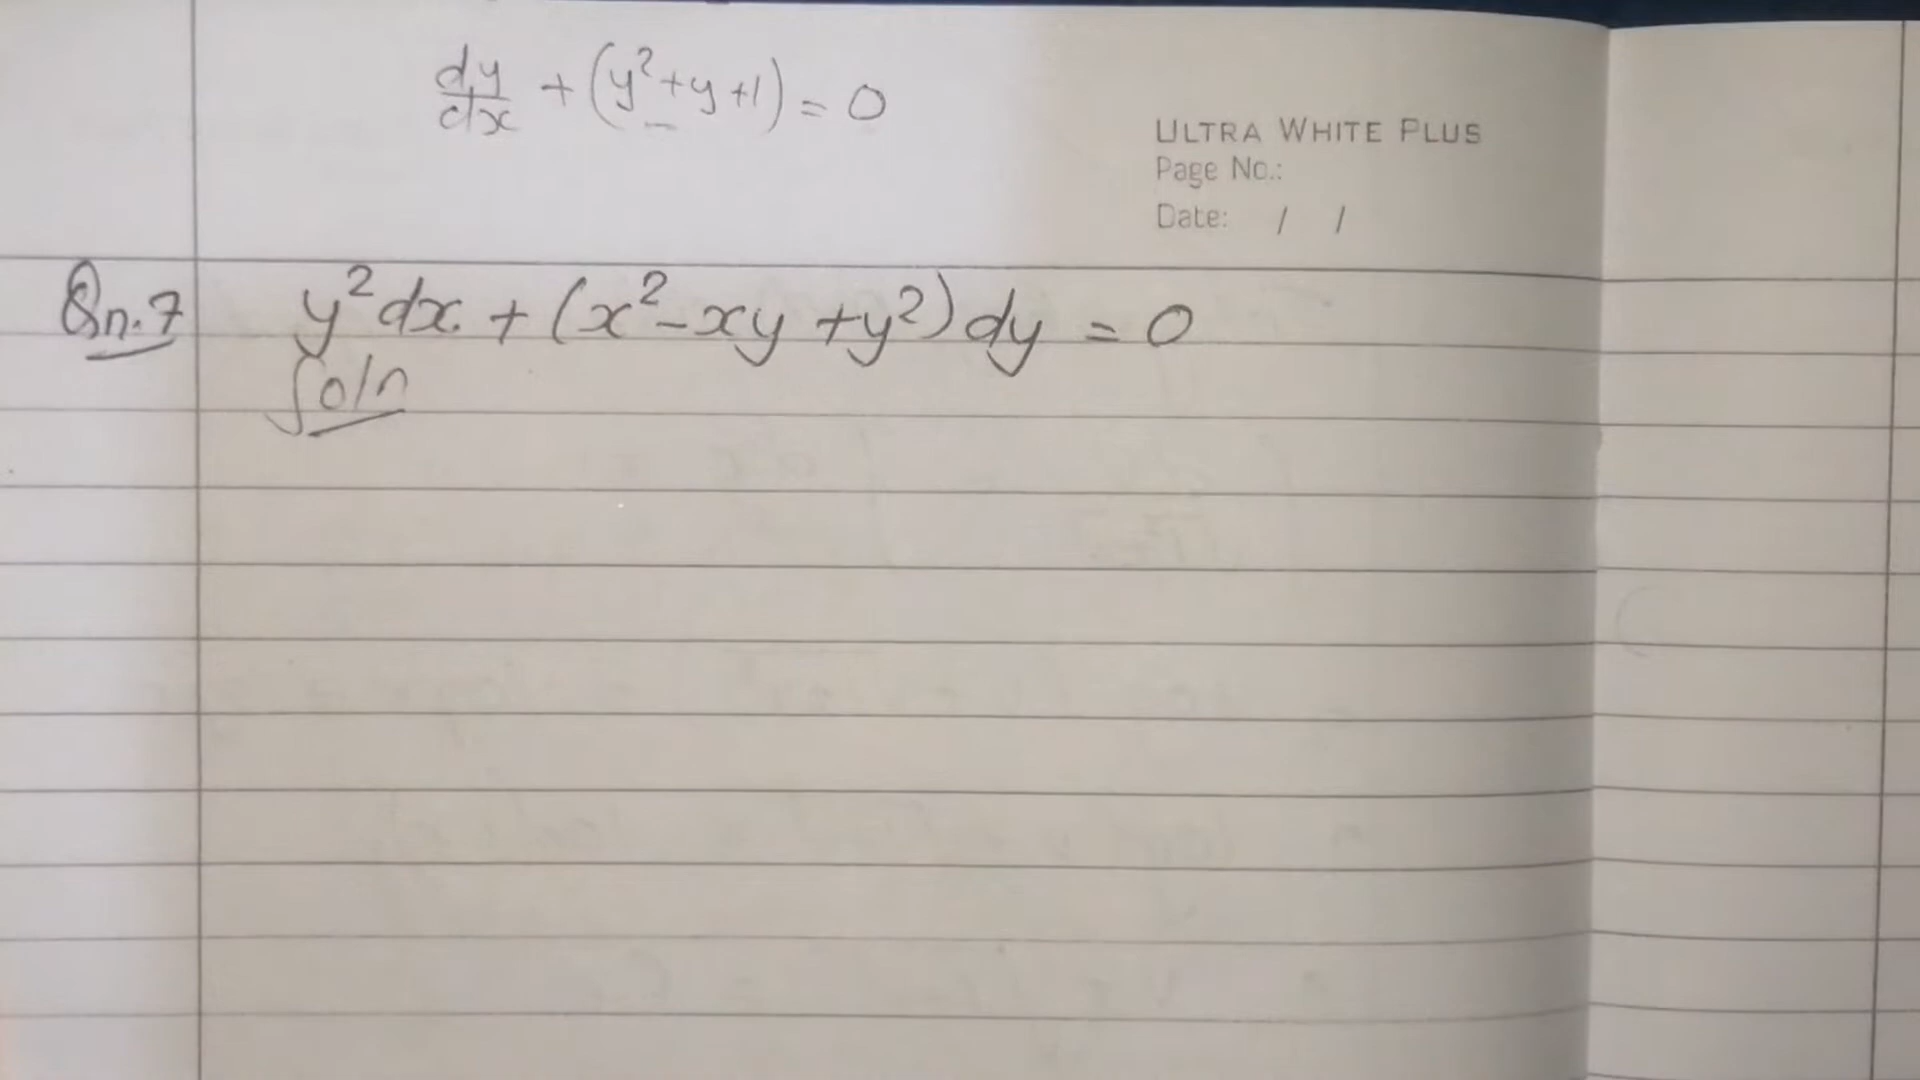 dy/dx + (y²+y+1) = 0
ULTRA WHITE PLUS
Page No.:
Date: / /
Qn.7 y²dx + (x²-xy+y²)dy = 0
Soln